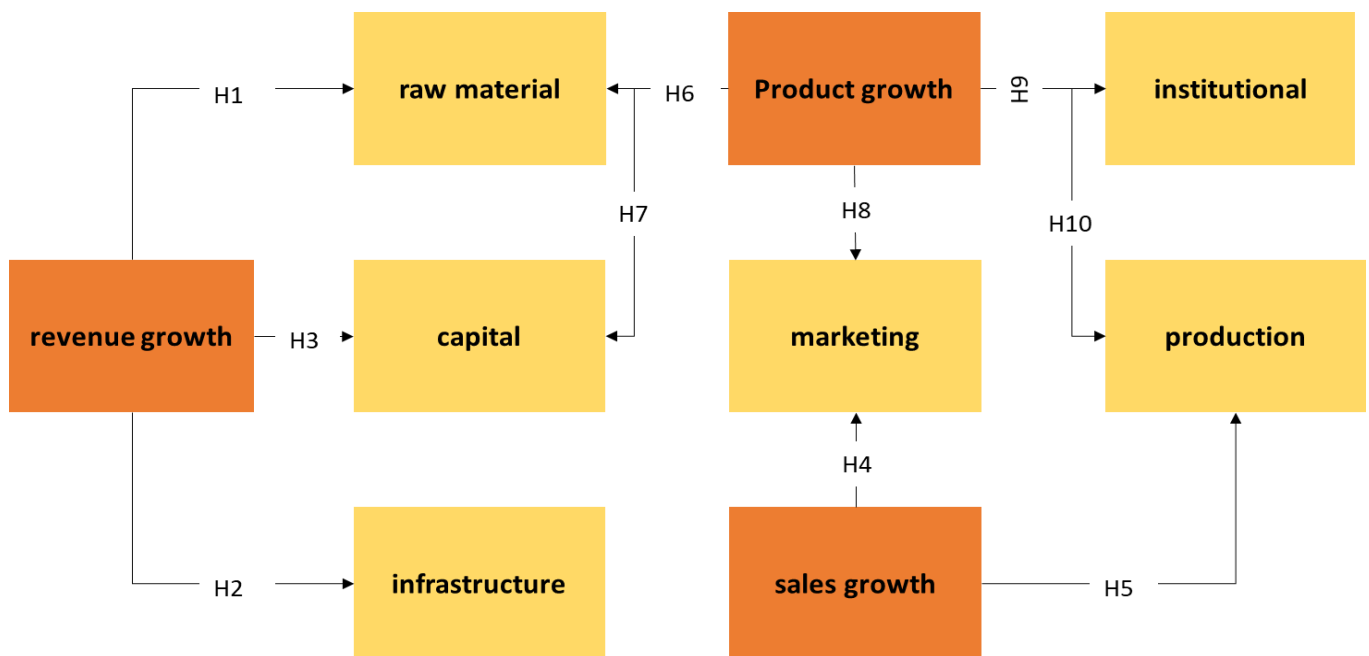 raw material
Product growth
institutional
H1
H6
H9
H7
H8
H10
revenue growth
H3
capital
marketing
production
H4
H2
infrastructure
sales growth
H5